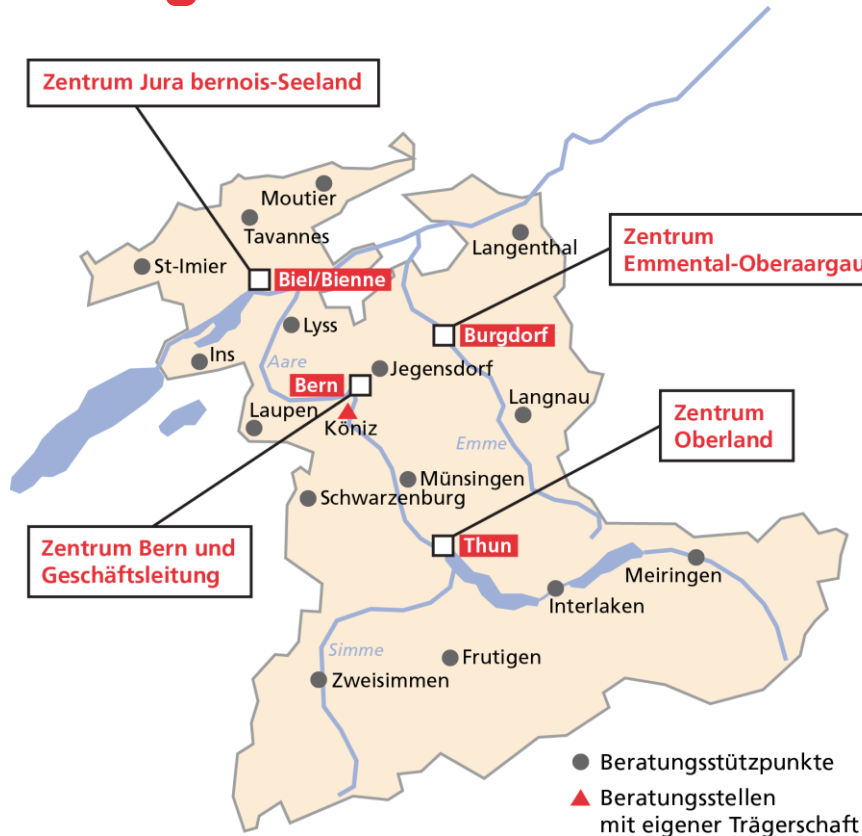 Zentrum Jura bernois-Seeland
Moutier
Tavannes
Langenthal
Zentrum
Emmental-Oberaargau
St-Imier
Biel/Bienne
Lyss
Burgdorf
Ins
Aare
Jegensdorf
Bern
Langnau
Laupen
Köniz
Zentrum
Oberland
Emme
Münsingen
Schwarzenburg
Zentrum Bern und
Geschäftsleitung
Thun
Meiringen
Interlaken
Simme
Frutigen
Zweisimmen
Beratungsstützpunkte
Beratungsstellen
mit eigener Trägerschaft